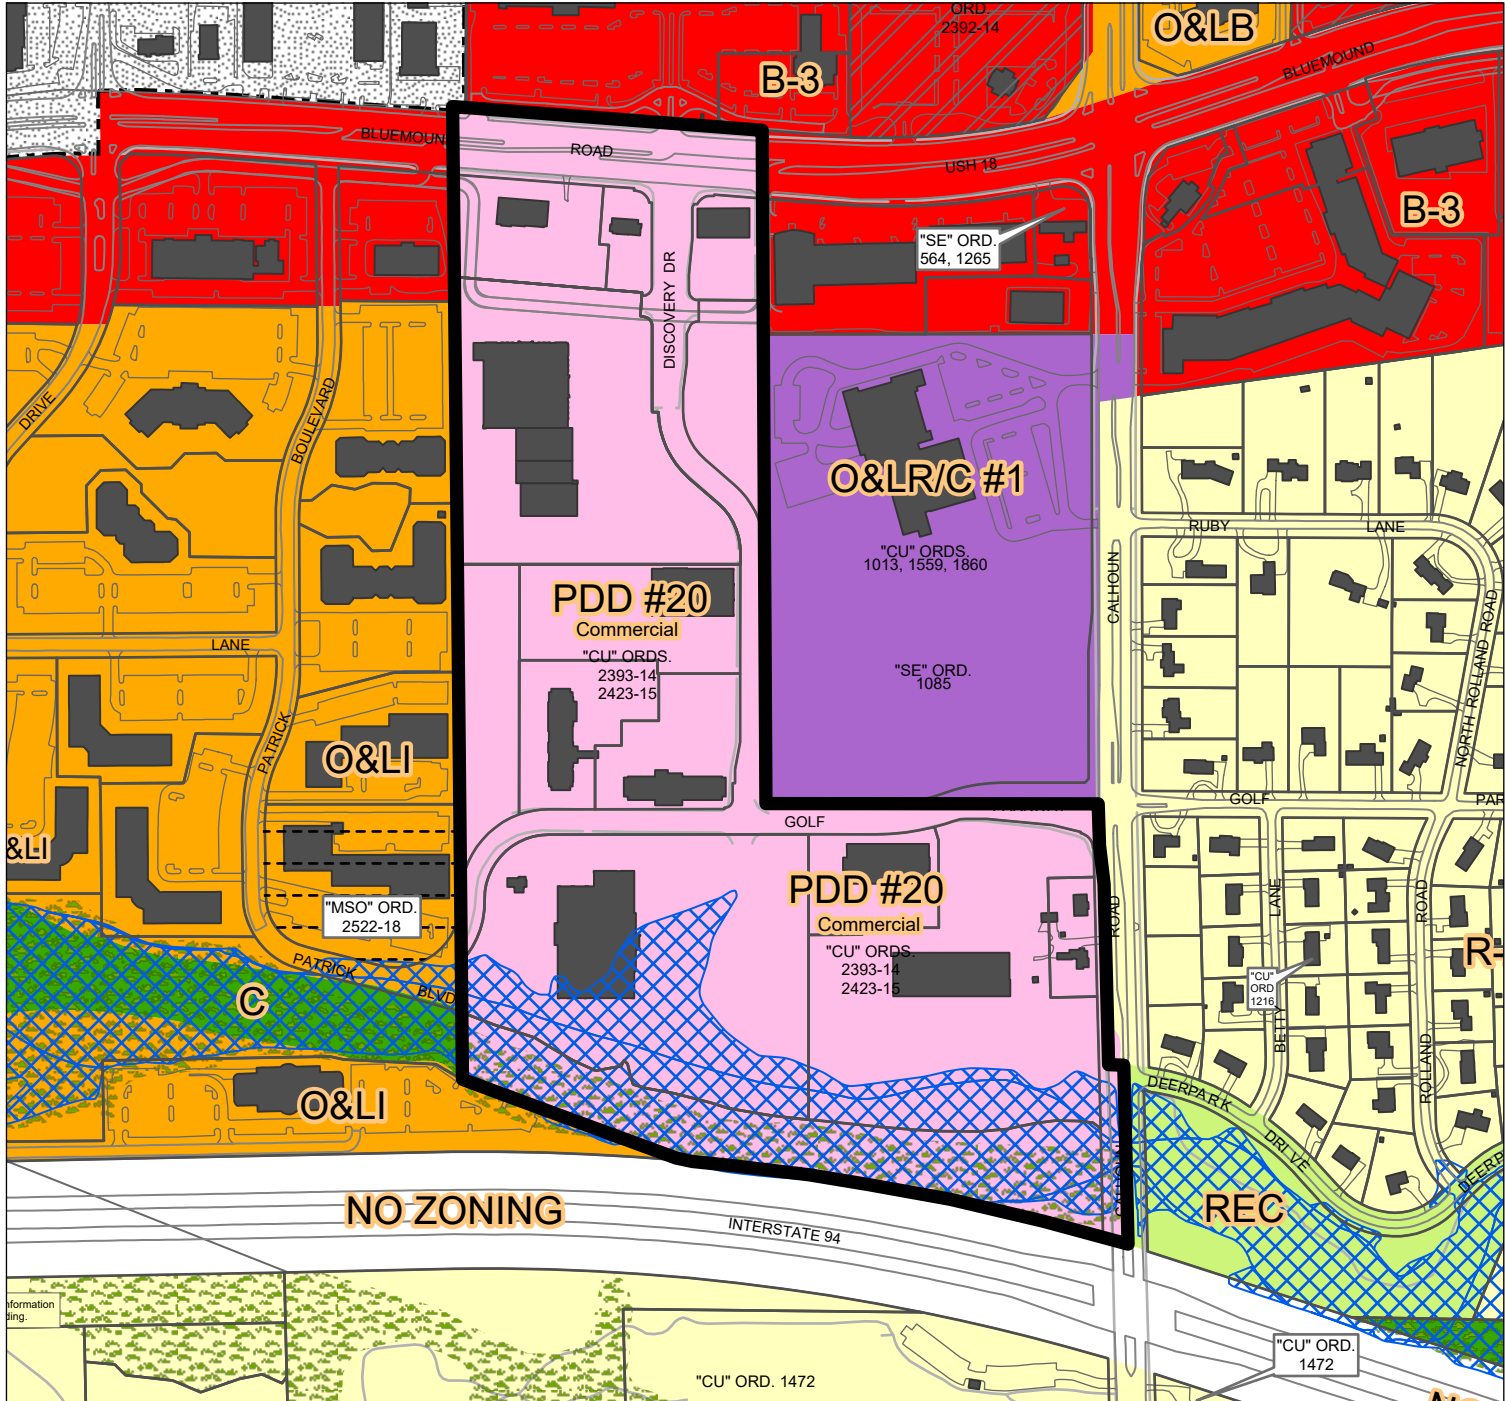 ORD.
2392-14
O&LB
B-3
BLUEMOUND
BLUEMOUN
ROAD
USH 18
B-3
"SE" ORD.
564, 1265
DISCOVERY DR
DRIVE
BOULEVARD
O&LR/C #1
"CU" ORDS.
1013, 1559, 1860
RUBY
LANE
CALHOUN
PDD #20
Commercial
"CU" ORDS.
2393-14
2423-15
LANE
"SE" ORD.
1085
NORTH ROLLAND ROAD
PATRICK
O&LI
GOLF
GOLF
PAR
&LI
PDD #20
Commercial
"CU" ORDS.
2393-14
2423-15
ROAD
LANE
ROAD
"MSO" ORD.
2522-18
R-
"CU"
ORD
1216
PATRICK
BLVD
C
BETTY
ROLLAND
DEERPARK
DRIVE
DEERP
O&LI
CALHOUN
NO ZONING
REC
INTERSTATE 94
nformation
ding.
"CU" ORD.
1472
"CU" ORD. 1472